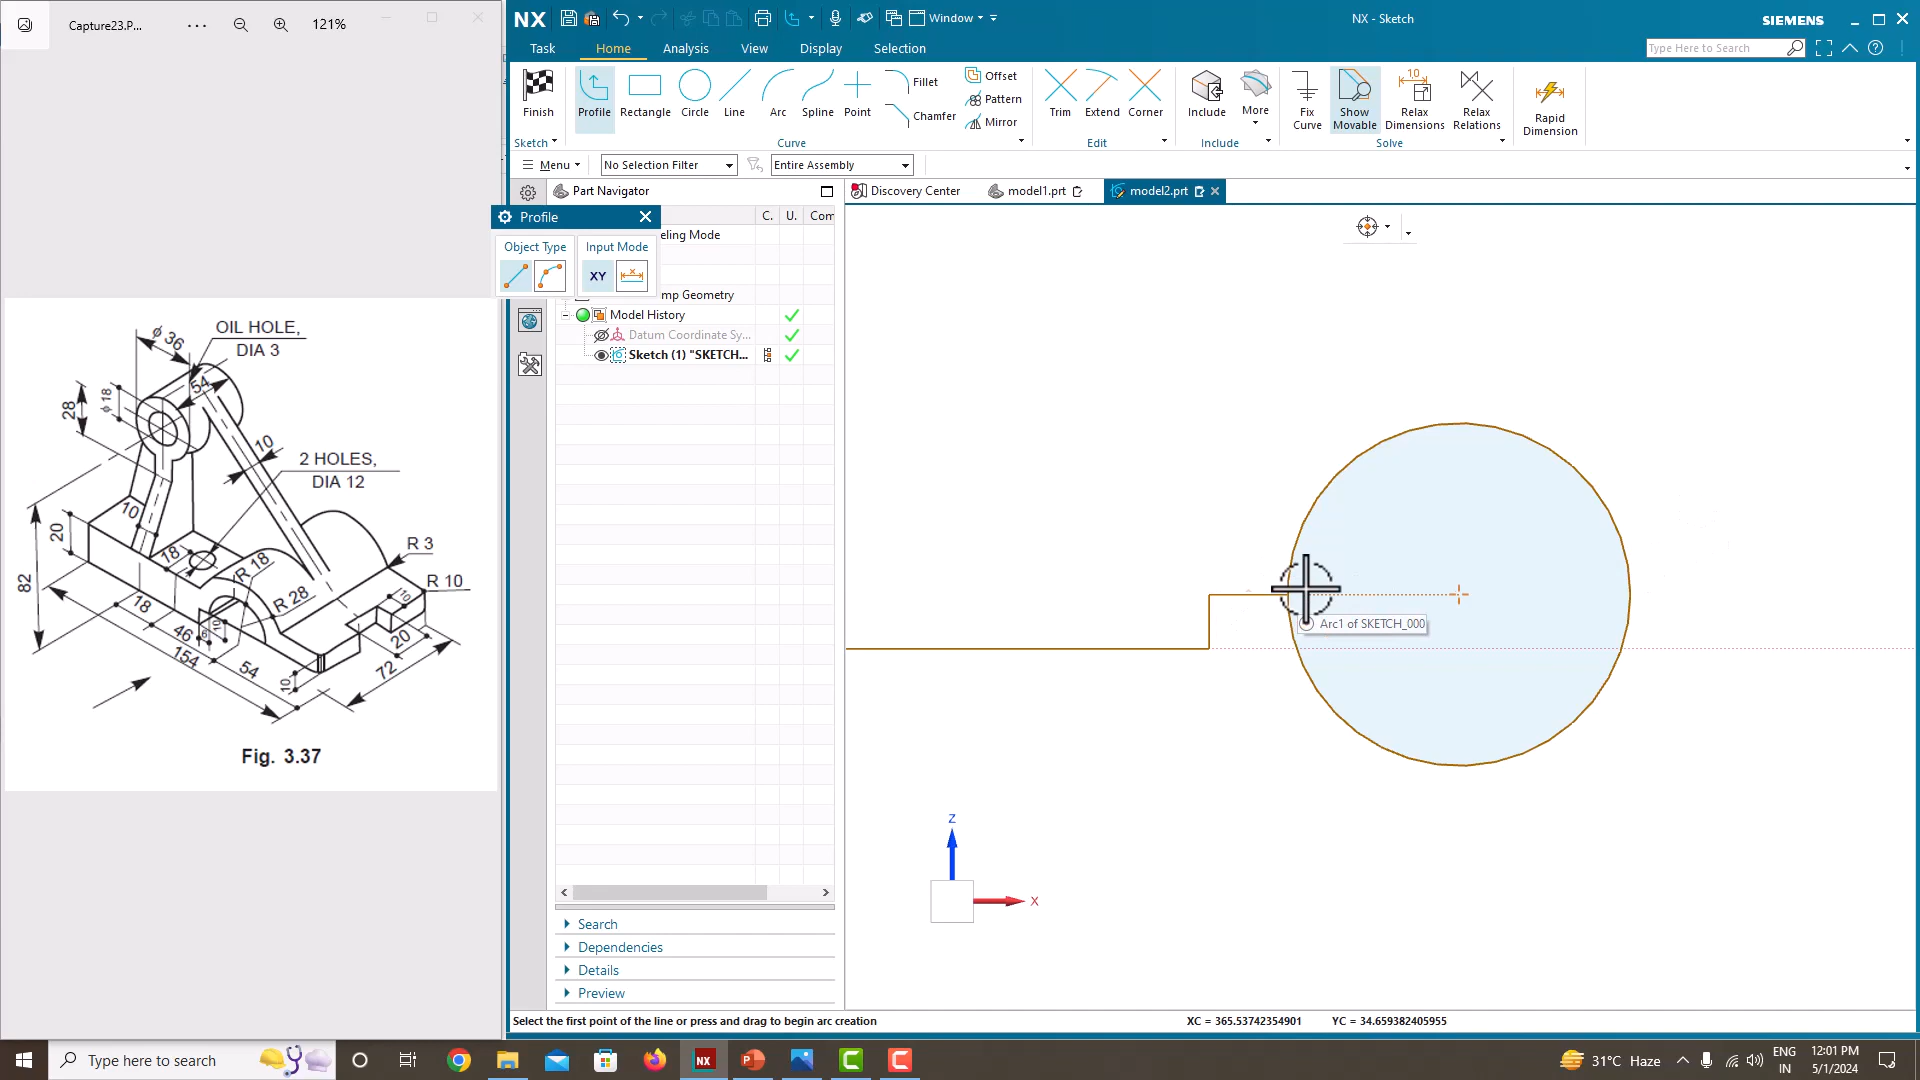 Capture23.P...
121%
NX
Window
NX - Sketch
SIEMENS
Task
Home
Analysis
View
Display
Selection
Type Here to Search
Finish
Profile
Rectangle
Circle
Line
Arc
Spline
Point
Fillet
Chamfer
Offset
Pattern
Mirror
Trim
Extend
Corner
Include
More
Fix
Curve
Show
Movable
Relax
Dimensions
Relax
Relations
Rapid
Dimension
Sketch
Curve
Edit
Include
Solve
Menu
No Selection Filter
Entire Assembly
Part Navigator
Discovery Center
model1.prt
model2.prt
Profile
C.
U.
Com
Object Type
Input Mode
XY
eling Mode
mp Geometry
Model History
Datum Coordinate Sy...
Sketch (1) "SKETCH...
OIL HOLE,
DIA 3
ϕ 36
54
28
ϕ 18
10
2 HOLES,
DIA 12
10
20
18
82
R 18
R 28
R 3
R 10
10
18
46
6
10
154
54
20
72
10
Fig. 3.37
Arc1 of SKETCH_000
Z
X
Search
Dependencies
Details
Preview
Select the first point of the line or press and drag to begin arc creation
XC = 365.53742354901
YC = 34.659382405955
Type here to search
NX
31°C Haze
ENG
IN
12:01 PM
5/1/2024